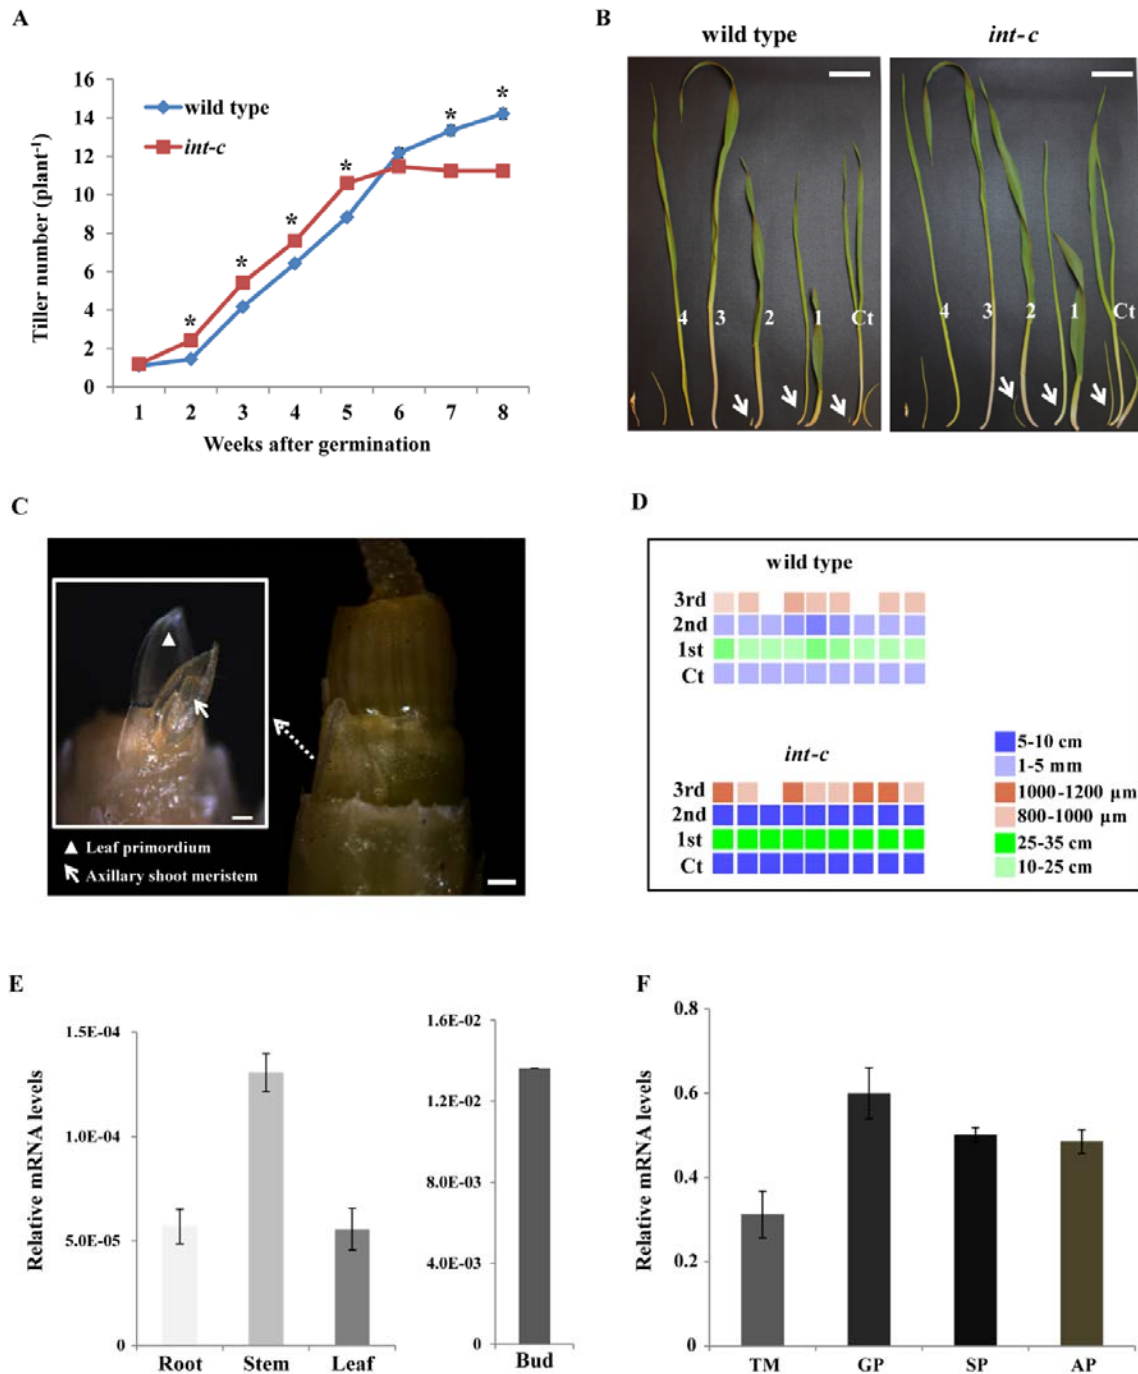 A
16
14
12
10
8
6
4
2
0
Tiller number (plant-1)
wild type
int-c
*
*
*
*
*
*
1
2
3
4
5
6
7
8
Weeks after germination
B
wild type
int-c
4
3
2
1
Ct
4
3
2
1
Ct
C
Leaf primordium
Axillary shoot meristem
D
wild type
3rd
2nd
1st
Ct
int-c
3rd
2nd
1st
Ct
5-10 cm
1-5 mm
1000-1200 µm
800-1000 µm
25-35 cm
10-25 cm
E
Relative mRNA levels
1.5E-04
1.0E-04
5.0E-05
0
Root Stem Leaf
1.6E-02
1.2E-02
8.0E-03
4.0E-03
0
Bud
F
Relative mRNA levels
0.8
0.6
0.4
0.2
0
TM GP SP AP